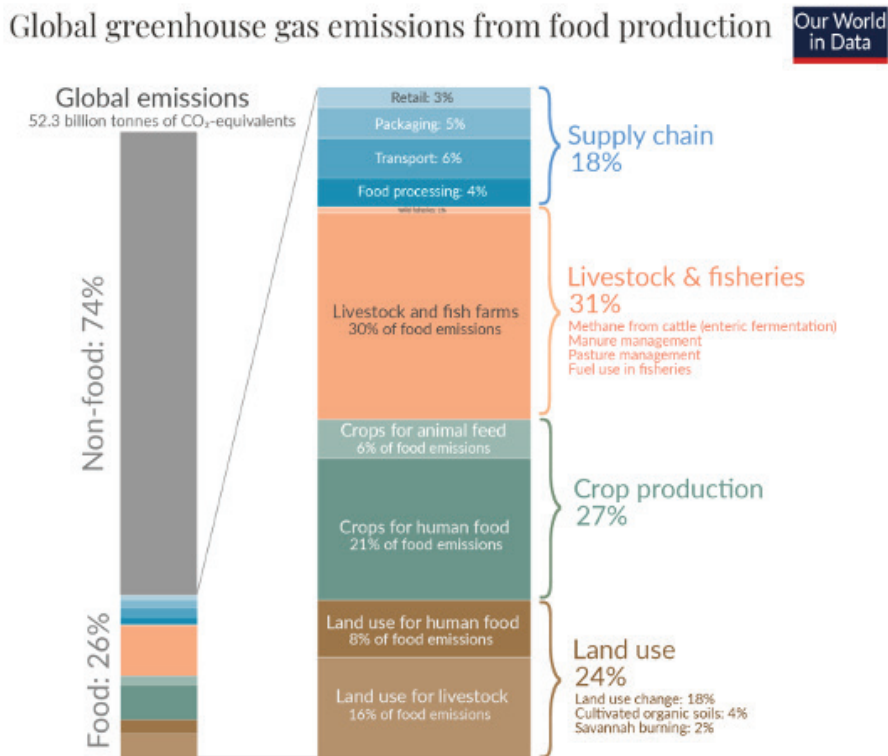 Global greenhouse gas emissions from food production
Our World
in Data
Global emissions
52.3 billion tonnes of CO₂-equivalents
Non-food: 74%
Food: 26%
Retail: 3%
Packaging: 5%
Transport: 6%
Food processing: 4%
Wild fisheries: 1%
Livestock and fish farms
30% of food emissions
Crops for animal feed
6% of food emissions
Crops for human food
21% of food emissions
Land use for human food
8% of food emissions
Land use for livestock
16% of food emissions
Supply chain
18%
Livestock & fisheries
31%
Methane from cattle (enteric fermentation)
Manure management
Pasture management
Fuel use in fisheries
Crop production
27%
Land use
24%
Land use change: 18%
Cultivated organic soils: 4%
Savannah burning: 2%